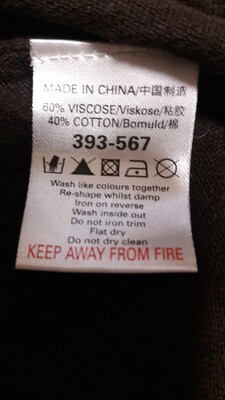 MADE IN CHINA/中国制造
60% VISCOSE/Viskose/粘胶
40% COTTON/Bomuld/棉
393-567
Wash like colours together
Re-shape whilst damp
Iron on reverse
Wash inside out
Do not iron trim
Flat dry
Do not dry clean
KEEP AWAY FROM FIRE